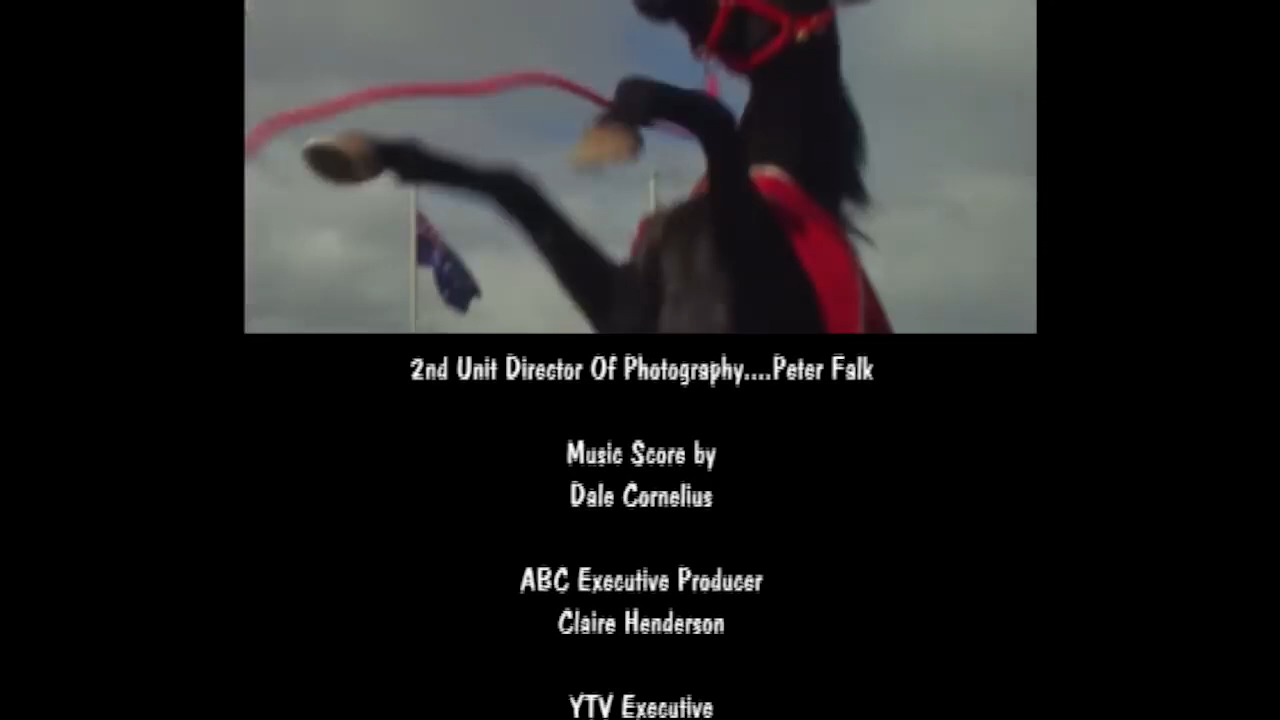 2nd Unit Director Of Photography....Peter Falk
Music Score by
Dale Cornelius
ABC Executive Producer
Claire Henderson
YTV Executive